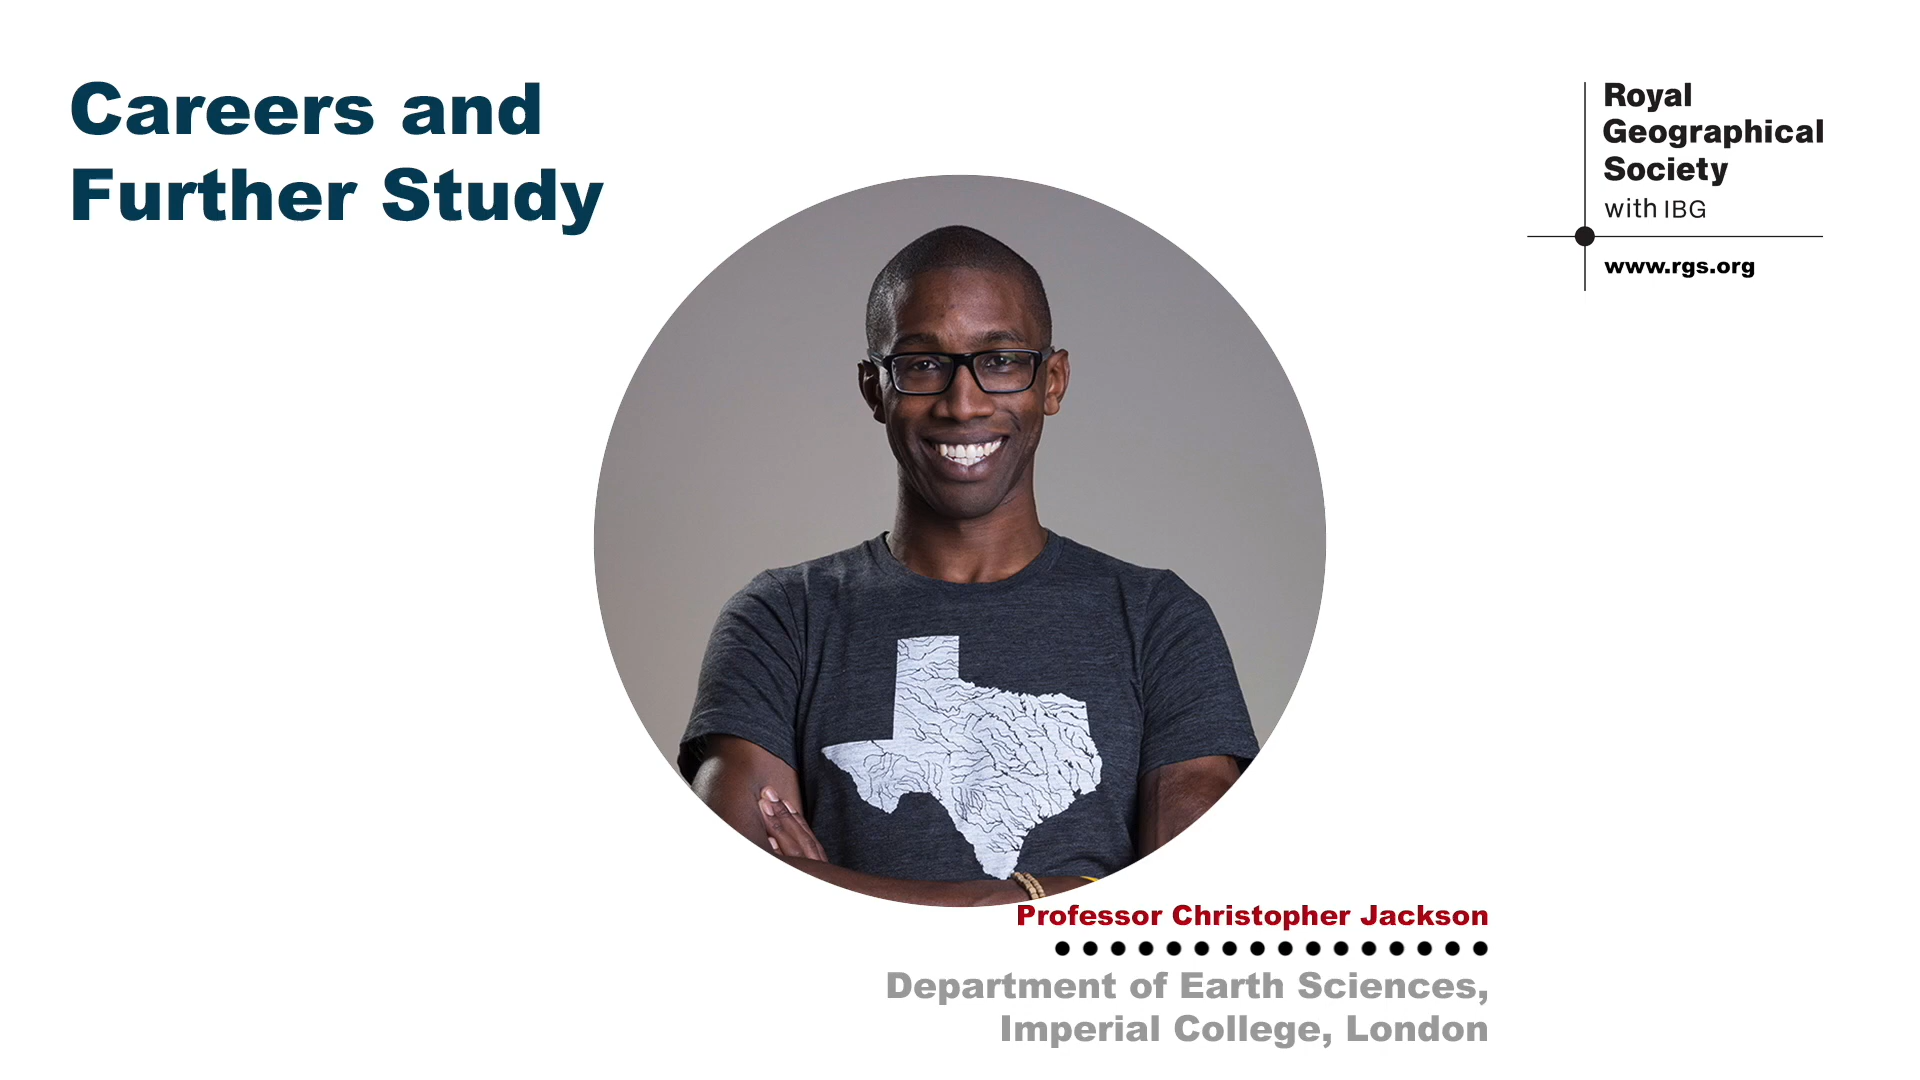 Careers and
Further Study
Royal
Geographical
Society
with IBG
www.rgs.org
Professor Christopher Jackson
Department of Earth Sciences,
Imperial College, London